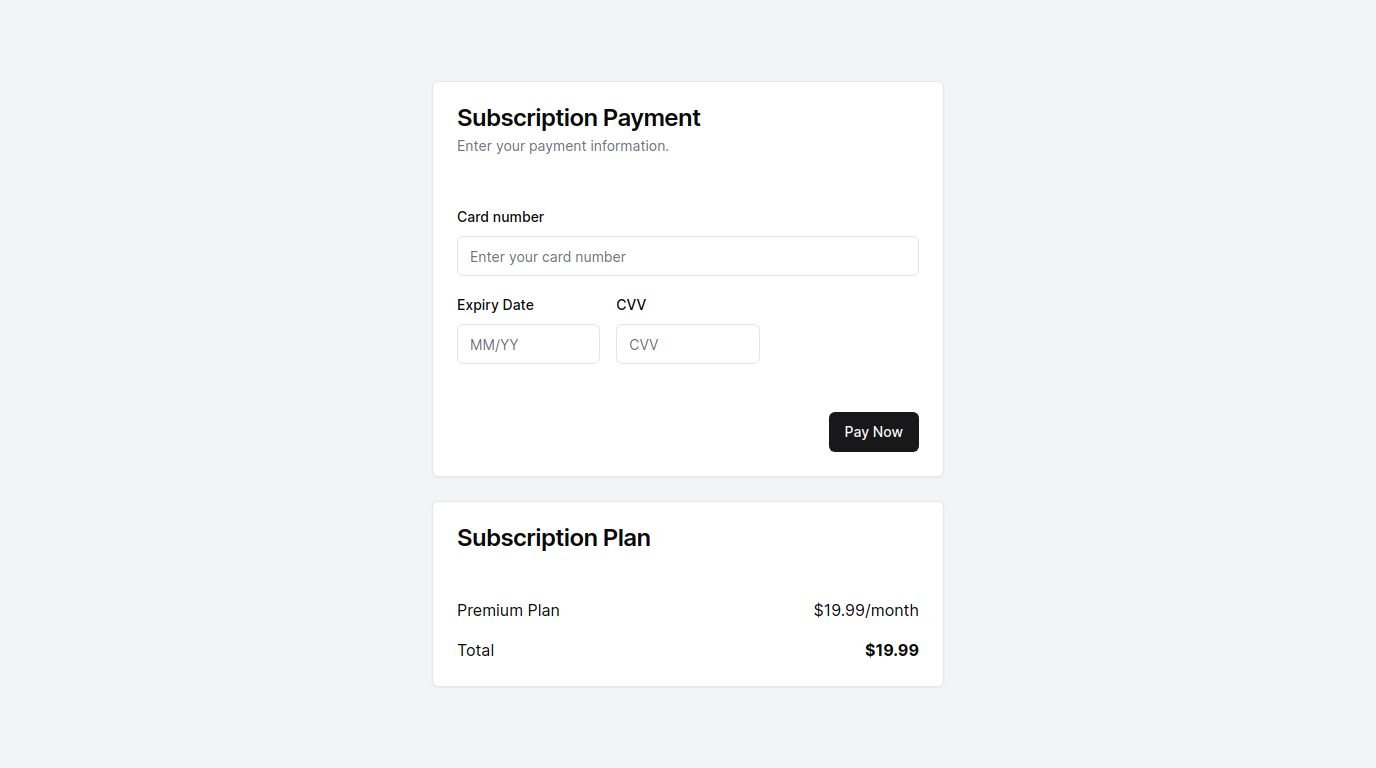 Subscription Payment
Enter your payment information.
Card number
Enter your card number
Expiry Date CVV
MM/YY CVV
Pay Now
Subscription Plan
Premium Plan $19.99/month
Total $19.99